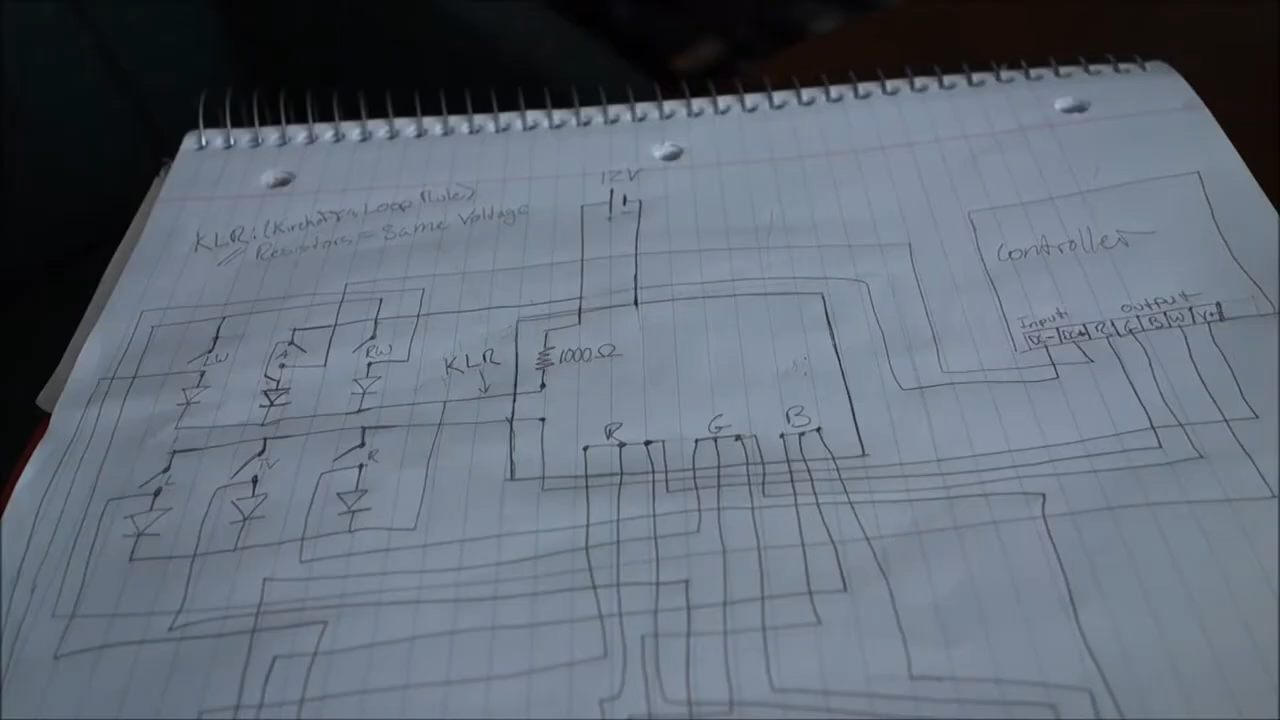 12V
KLR: (Kirchoff's Loop Rule)
// Resistors = Same Voltage
Controller
Input: Output
DC- DC+ R G B W V+
LW A RW
KLR
1000Ω
R G B
L TV R